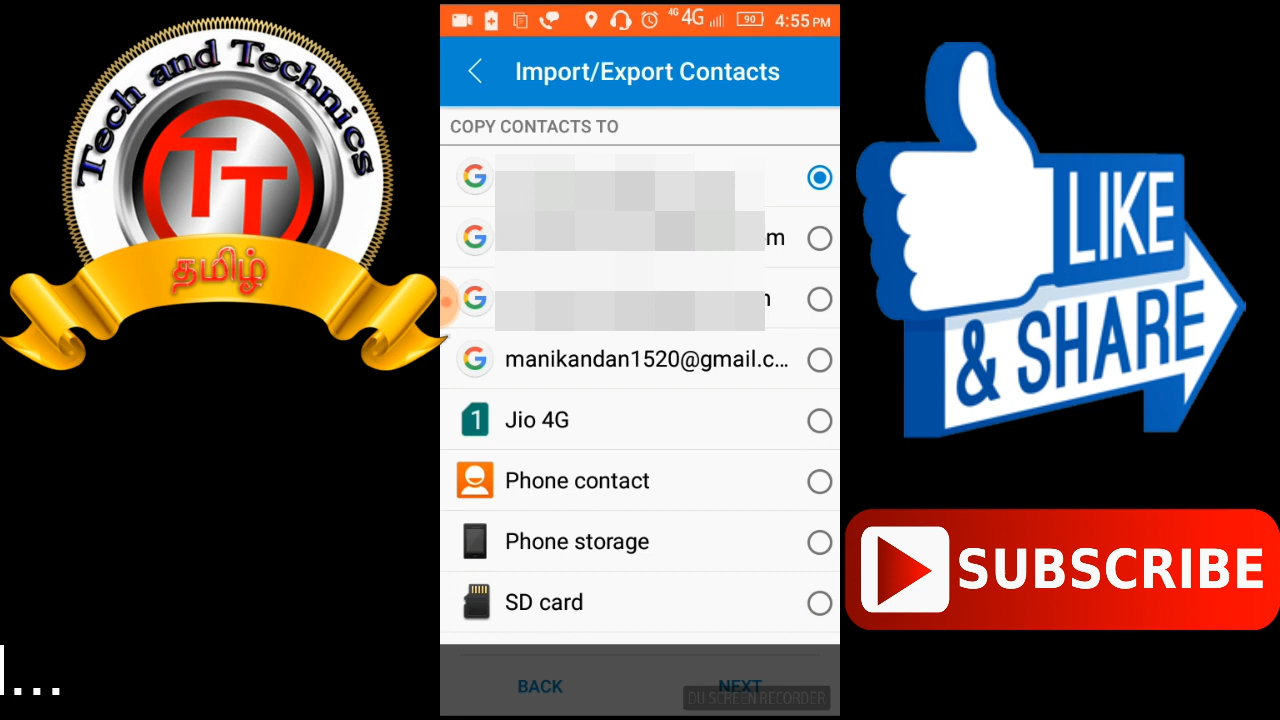 Tech and Technics
TT
தமிழ்
4G 4G 90 4:55 PM
Import/Export Contacts
COPY CONTACTS TO
m
manikandan1520@gmail.c...
1 Jio 4G
Phone contact
Phone storage
SD card
BACK NEXT
DU SCREEN RECORDER
LIKE
& SHARE
SUBSCRIBE
...